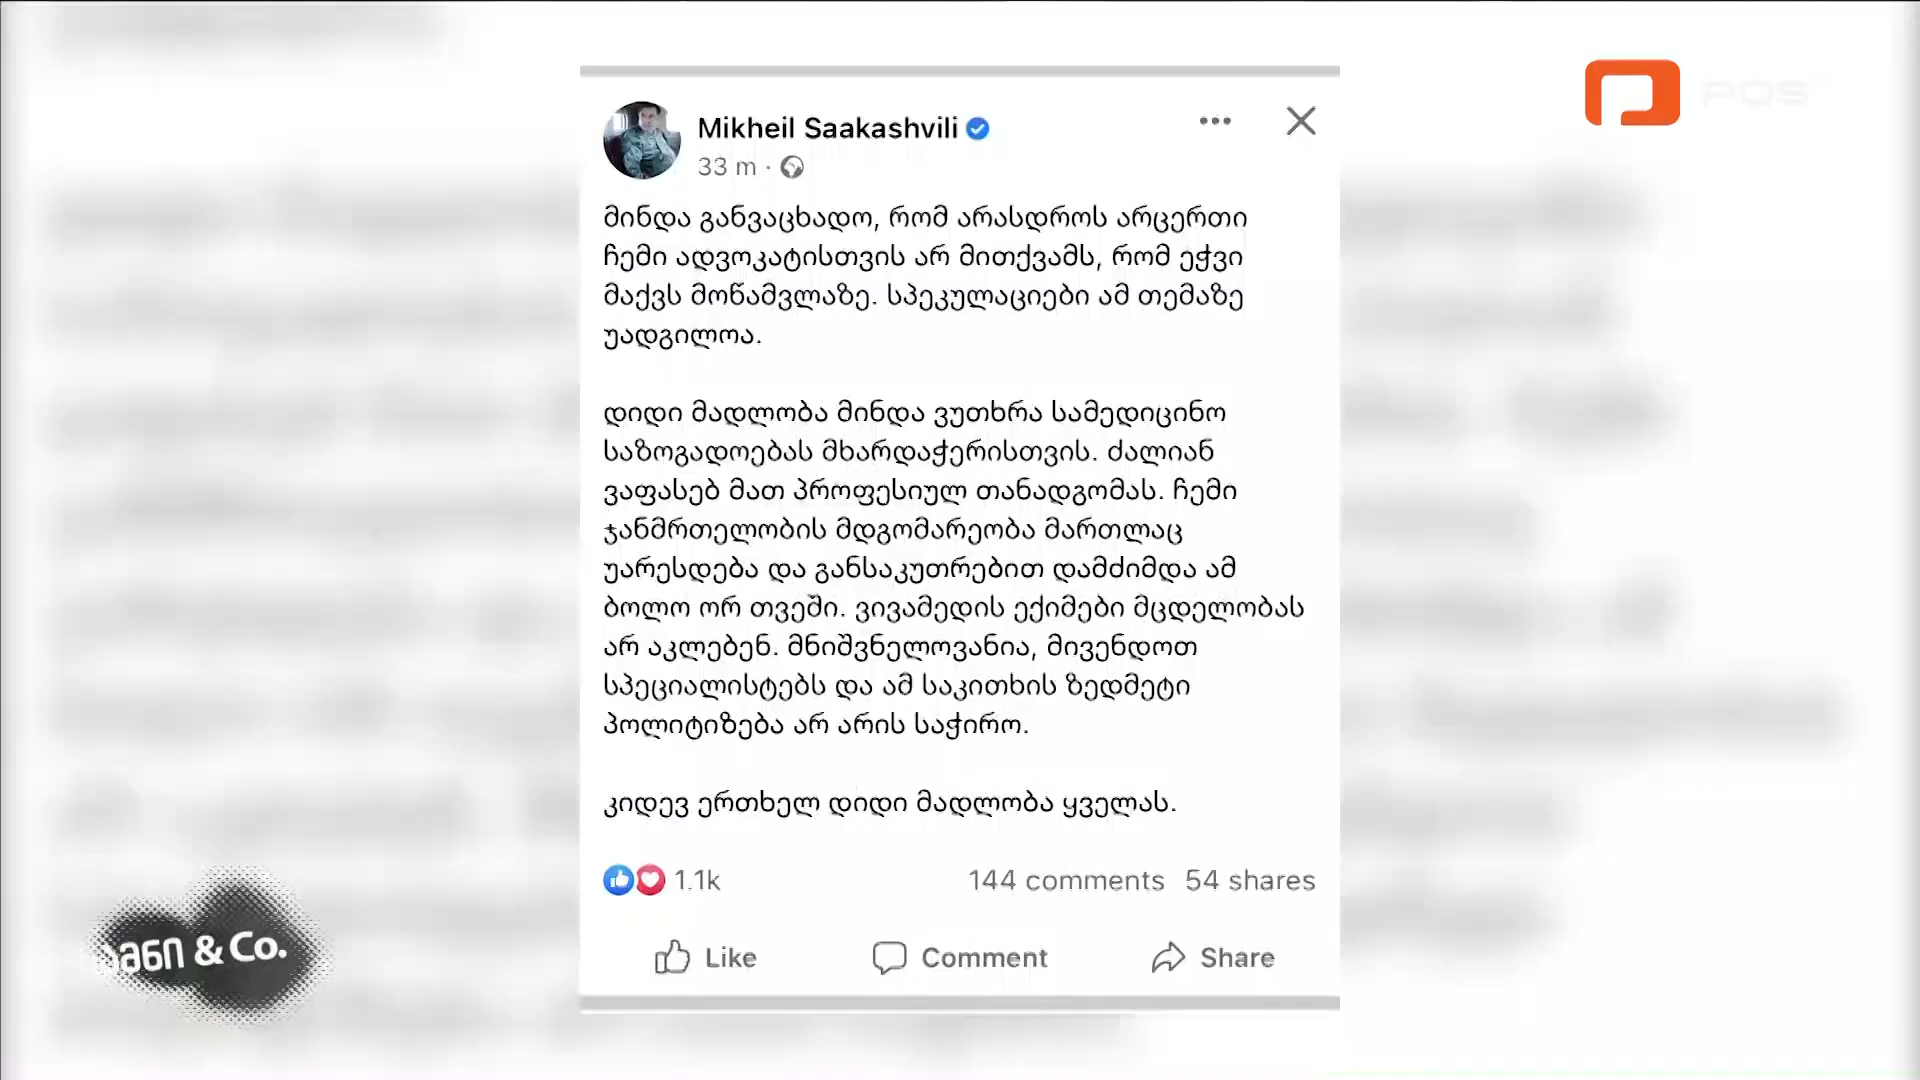 POS
Mikheil Saakashvili
33 m ·
მინდა განვაცხადო, რომ არასდროს არცერთი
ჩემი ადვოკატისთვის არ მითქვამს, რომ ეჭვი
მაქვს მოწამვლაზე. სპეკულაციები ამ თემაზე
უადგილოა.
დიდი მადლობა მინდა ვუთხრა სამედიცინო
საზოგადოებას მხარდაჭერისთვის. ძალიან
ვაფასებ მათ პროფესიულ თანადგომას. ჩემი
ჯანმრთელობის მდგომარეობა მართლაც
უარესდება და განსაკუთრებით დამძიმდა ამ
ბოლო ორ თვეში. ვივამედის ექიმები მცდელობას
არ აკლებენ. მნიშვნელოვანია, მივენდოთ
სპეციალისტებს და ამ საკითხის ზედმეტი
პოლიტიზება არ არის საჭირო.
კიდევ ერთხელ დიდი მადლობა ყველას.
1.1k 144 comments 54 shares
Like Comment Share
& Co.